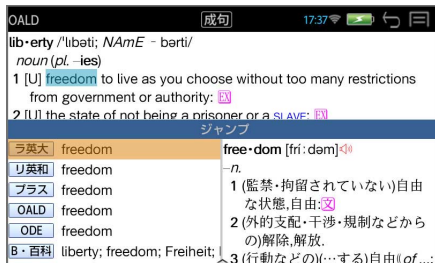 OALD 成句 17:37
lib·erty /ˈlɪbəti; NAmE -bərti/
noun (pl. -ies)
1 [U] freedom to live as you choose without too many restrictions
from government or authority: EX
2 [U] the state of not being a prisoner or a SLAVE: EX
ジャンプ
ラ英大 freedom
リ英和 freedom
プラス freedom
OALD freedom
ODE freedom
B・百科 liberty; freedom; Freiheit;
free·dom [fríːdəm]
–n.
1 (監禁・拘留されていない)自由
な状態,自由:文
2 (外的支配・干渉・規制などから
の)解除,解放.
3 (行動などの)(…する)自由《of …;